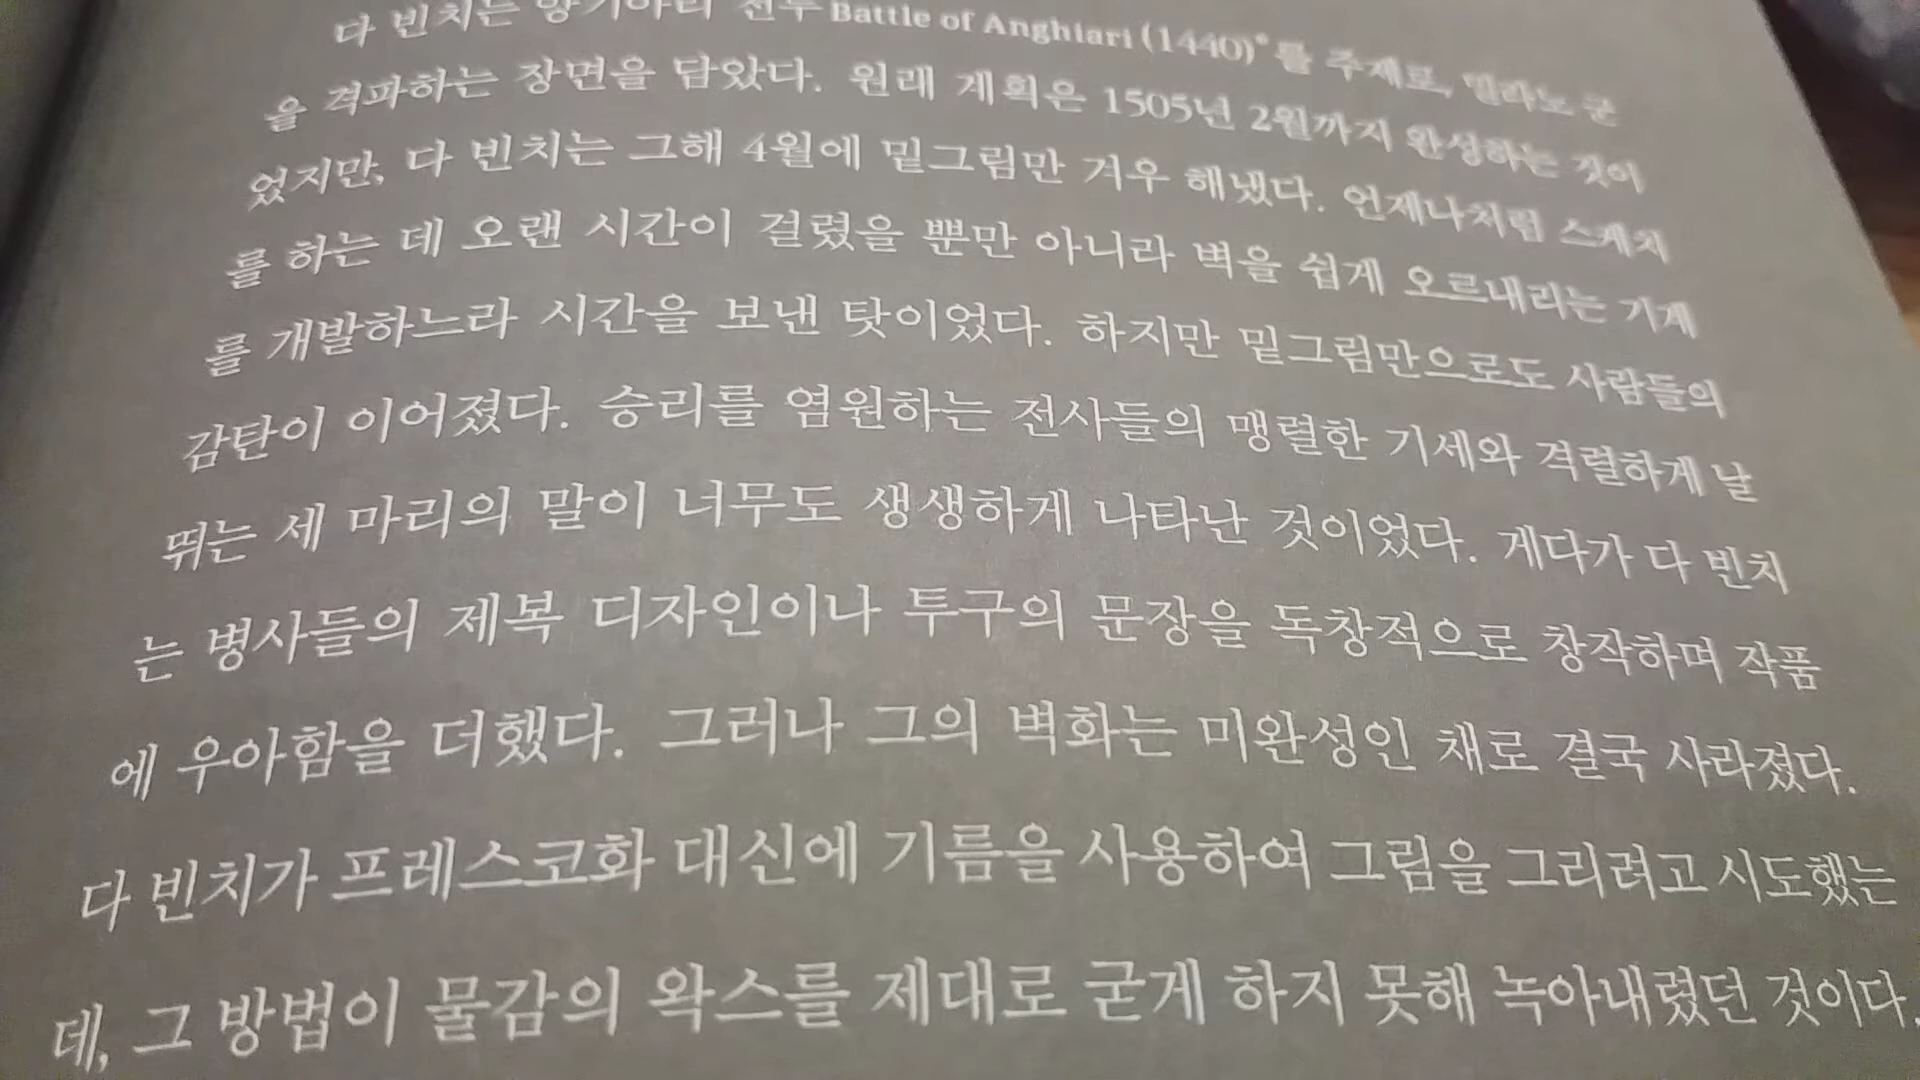 다 빈치는 앙기아리 전투 Battle of Anghiari (1440)*를 주제로, 밀라노 군
을 격파하는 장면을 담았다. 원래 계획은 1505년 2월까지 완성하는 것이
었지만, 다 빈치는 그해 4월에 밑그림만 겨우 해냈다. 언제나처럼 스케치
를 하는 데 오랜 시간이 걸렸을 뿐만 아니라 벽을 쉽게 오르내리는 기계
를 개발하느라 시간을 보낸 탓이었다. 하지만 밑그림만으로도 사람들의
감탄이 이어졌다. 승리를 염원하는 전사들의 맹렬한 기세와 격렬하게 날
뛰는 세 마리의 말이 너무도 생생하게 나타난 것이었다. 게다가 다 빈치
는 병사들의 제복 디자인이나 투구의 문장을 독창적으로 창작하며 작품
에 우아함을 더했다. 그러나 그의 벽화는 미완성인 채로 결국 사라졌다.
다 빈치가 프레스코화 대신에 기름을 사용하여 그림을 그리려고 시도했는
데, 그 방법이 물감의 왁스를 제대로 굳게 하지 못해 녹아내렸던 것이다.